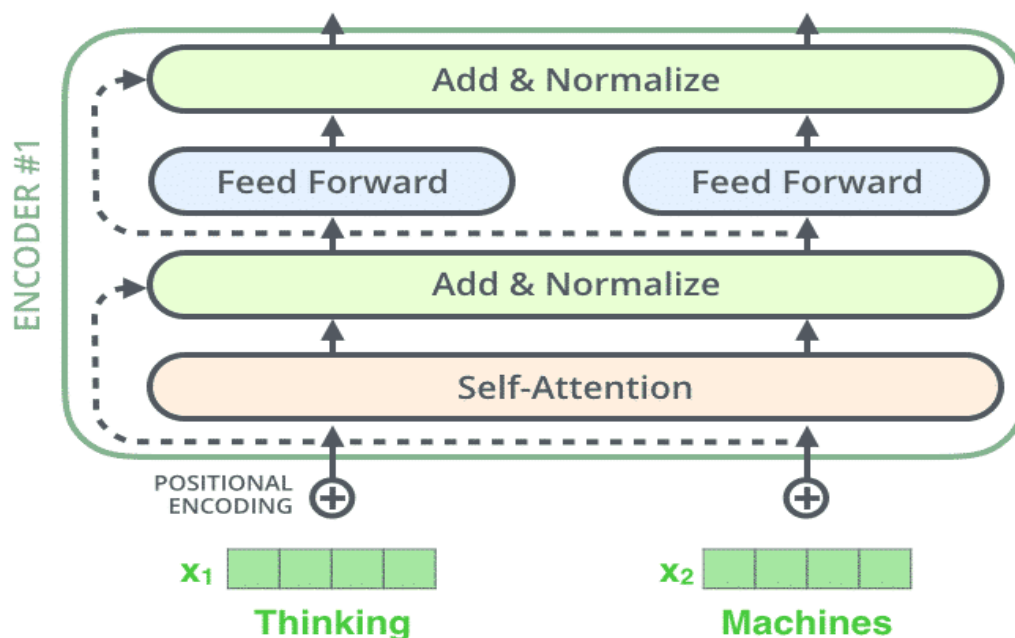 ENCODER #1
Add & Normalize
Feed Forward
Feed Forward
Add & Normalize
Self-Attention
POSITIONAL
ENCODING
x₁
x₂
Thinking
Machines